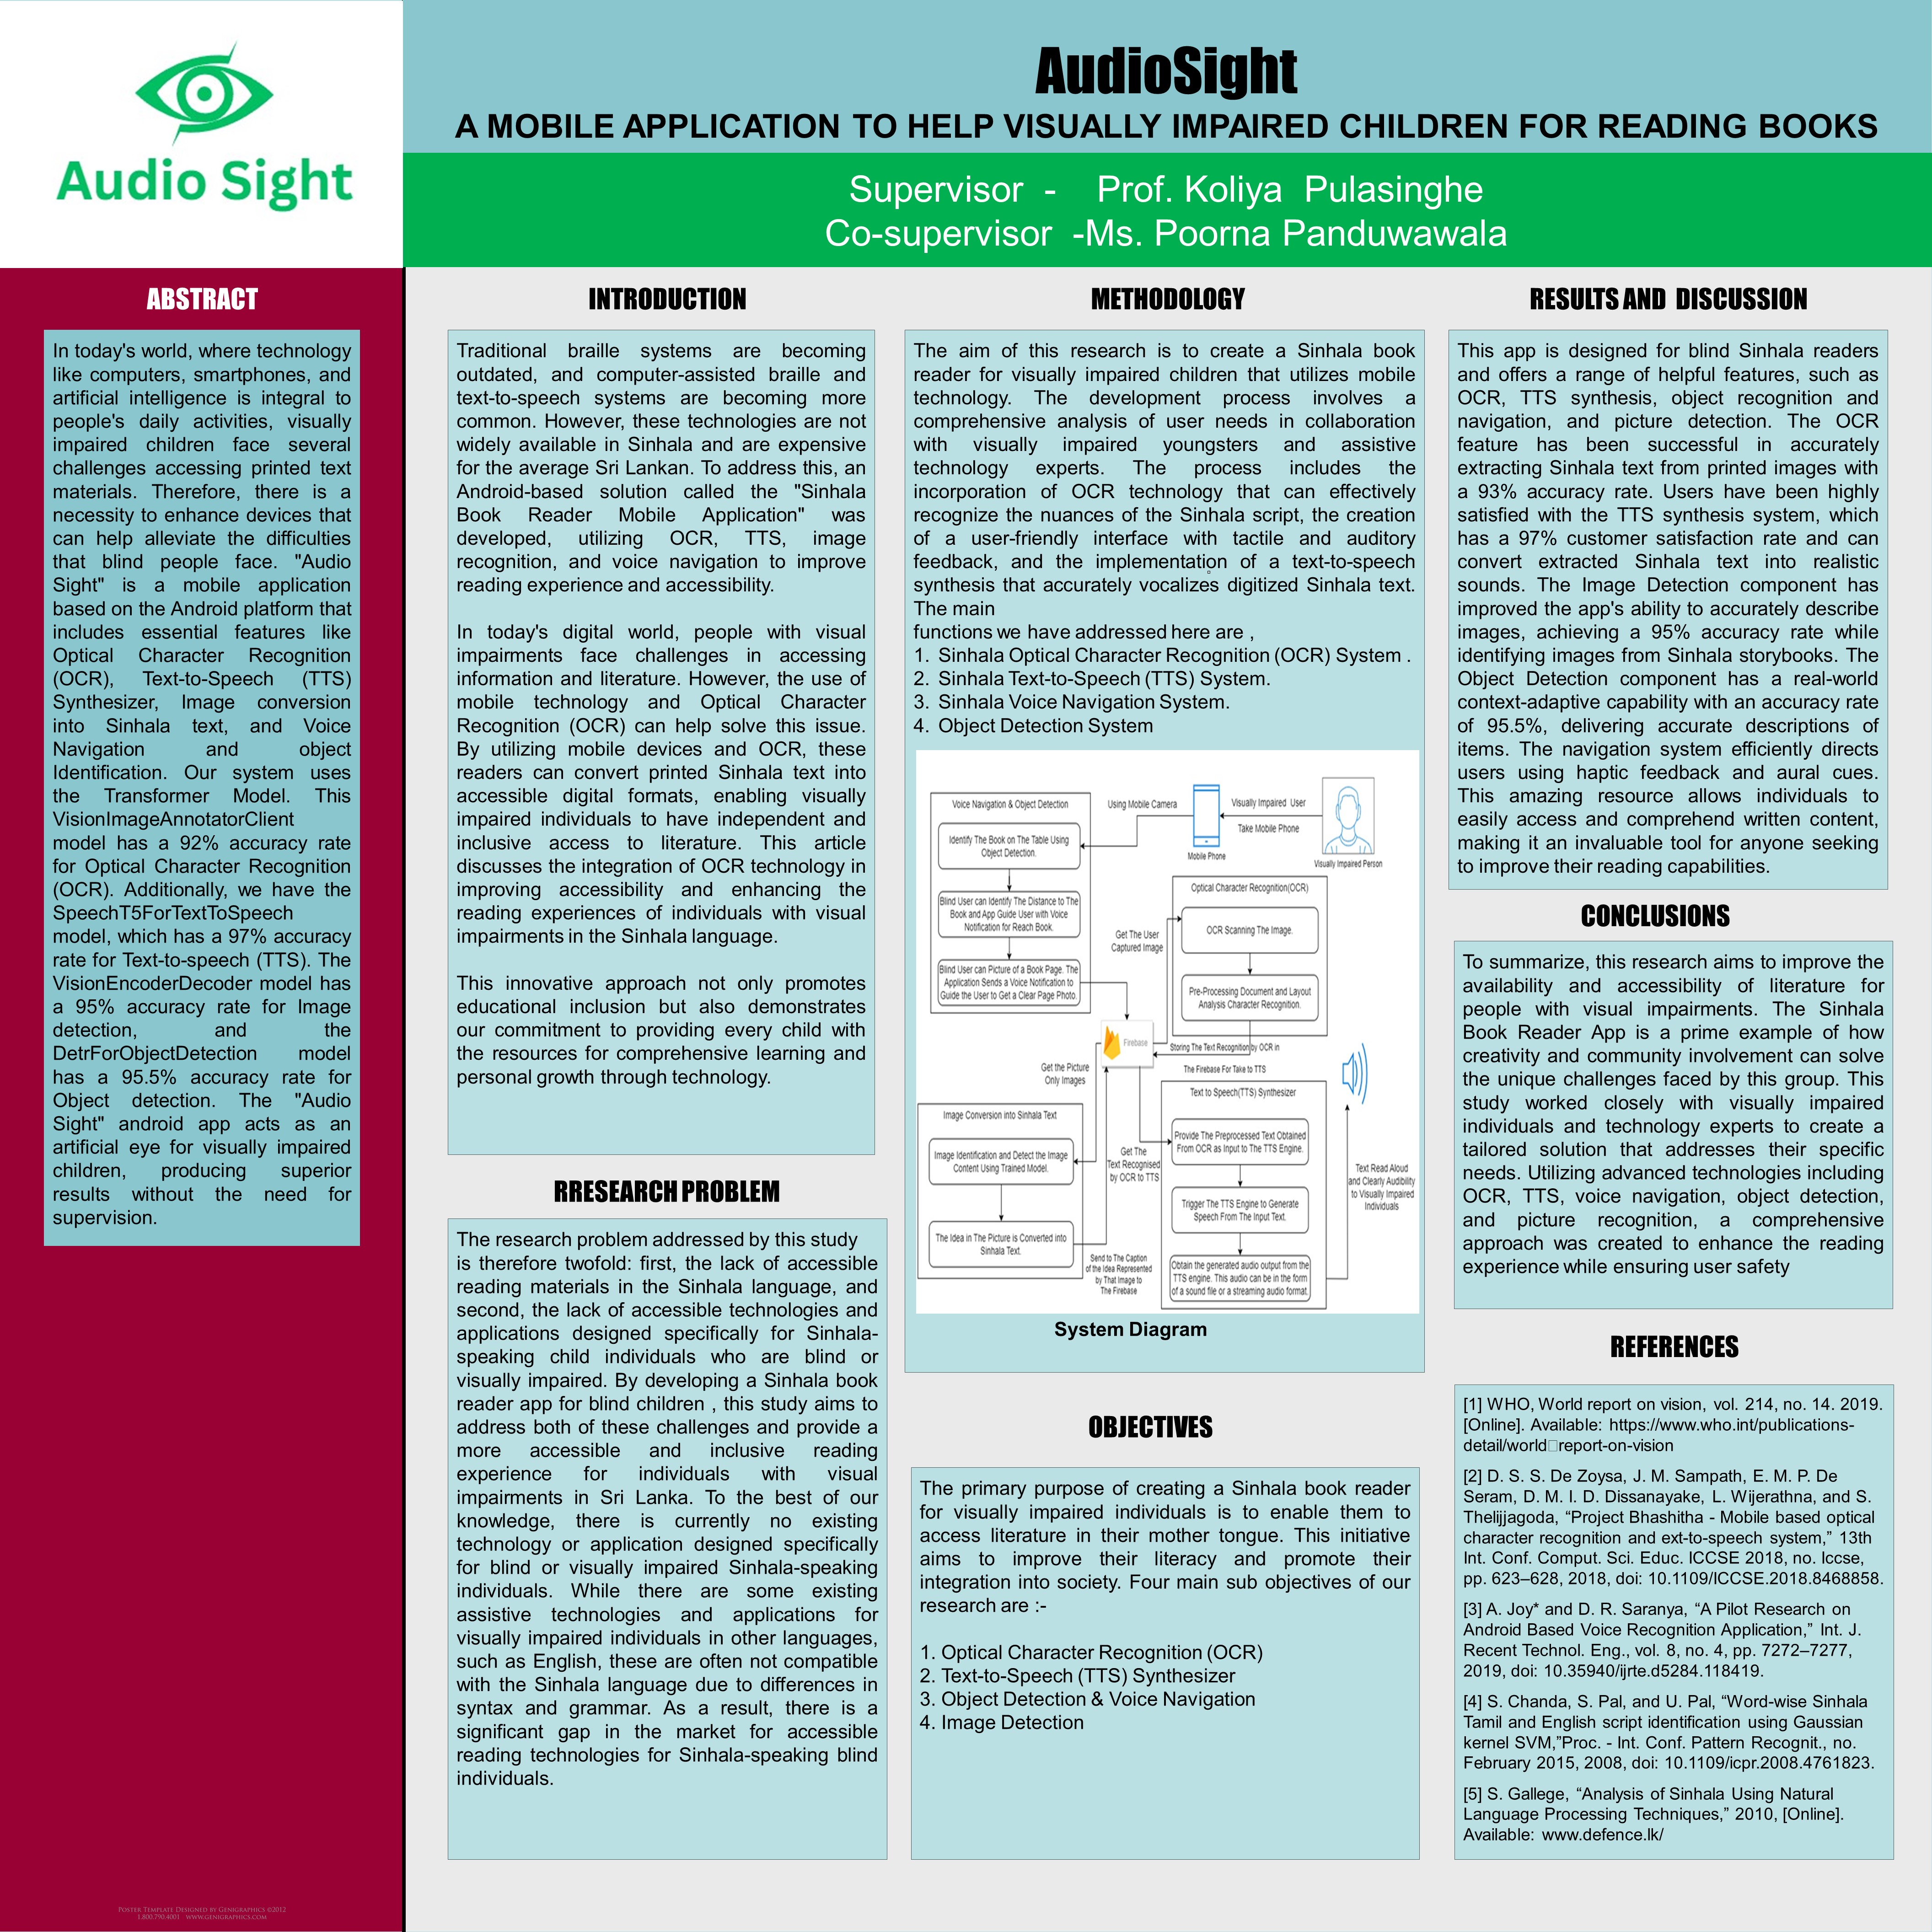 Audio Sight
AudioSight
A MOBILE APPLICATION TO HELP VISUALLY IMPAIRED CHILDREN FOR READING BOOKS
Supervisor - Prof. Koliya Pulasinghe
Co-supervisor -Ms. Poorna Panduwawala
ABSTRACT
In today's world, where technology
like computers, smartphones, and
artificial intelligence is integral to
people's daily activities, visually
impaired children face several
challenges accessing printed text
materials. Therefore, there is a
necessity to enhance devices that
can help alleviate the difficulties
that blind people face. "Audio
Sight" is a mobile application
based on the Android platform that
includes essential features like
Optical Character Recognition
(OCR), Text-to-Speech (TTS)
Synthesizer, Image conversion
into Sinhala text, and Voice
Navigation and object
Identification. Our system uses
the Transformer Model. This
VisionImageAnnotatorClient
model has a 92% accuracy rate
for Optical Character Recognition
(OCR). Additionally, we have the
SpeechT5ForTextToSpeech
model, which has a 97% accuracy
rate for Text-to-speech (TTS). The
VisionEncoderDecoder model has
a 95% accuracy rate for Image
detection, and the
DetrForObjectDetection model
has a 95.5% accuracy rate for
Object detection. The "Audio
Sight" android app acts as an
artificial eye for visually impaired
children, producing superior
results without the need for
supervision.
POSTER TEMPLATE DESIGNED BY GENIGRAPHICS ©2012
1.800.790.4001 WWW.GENIGRAPHICS.COM
INTRODUCTION
Traditional braille systems are becoming
outdated, and computer-assisted braille and
text-to-speech systems are becoming more
common. However, these technologies are not
widely available in Sinhala and are expensive
for the average Sri Lankan. To address this, an
Android-based solution called the "Sinhala
Book Reader Mobile Application" was
developed, utilizing OCR, TTS, image
recognition, and voice navigation to improve
reading experience and accessibility.
In today's digital world, people with visual
impairments face challenges in accessing
information and literature. However, the use of
mobile technology and Optical Character
Recognition (OCR) can help solve this issue.
By utilizing mobile devices and OCR, these
readers can convert printed Sinhala text into
accessible digital formats, enabling visually
impaired individuals to have independent and
inclusive access to literature. This article
discusses the integration of OCR technology in
improving accessibility and enhancing the
reading experiences of individuals with visual
impairments in the Sinhala language.
This innovative approach not only promotes
educational inclusion but also demonstrates
our commitment to providing every child with
the resources for comprehensive learning and
personal growth through technology.
RRESEARCH PROBLEM
The research problem addressed by this study
is therefore twofold: first, the lack of accessible
reading materials in the Sinhala language, and
second, the lack of accessible technologies and
applications designed specifically for Sinhala-
speaking child individuals who are blind or
visually impaired. By developing a Sinhala book
reader app for blind children , this study aims to
address both of these challenges and provide a
more accessible and inclusive reading
experience for individuals with visual
impairments in Sri Lanka. To the best of our
knowledge, there is currently no existing
technology or application designed specifically
for blind or visually impaired Sinhala-speaking
individuals. While there are some existing
assistive technologies and applications for
visually impaired individuals in other languages,
such as English, these are often not compatible
with the Sinhala language due to differences in
syntax and grammar. As a result, there is a
significant gap in the market for accessible
reading technologies for Sinhala-speaking blind
individuals.
METHODOLOGY
The aim of this research is to create a Sinhala book
reader for visually impaired children that utilizes mobile
technology. The development process involves a
comprehensive analysis of user needs in collaboration
with visually impaired youngsters and assistive
technology experts. The process includes the
incorporation of OCR technology that can effectively
recognize the nuances of the Sinhala script, the creation
of a user-friendly interface with tactile and auditory
feedback, and the implementation of a text-to-speech
synthesis that accurately vocalizes digitized Sinhala text.
The main
functions we have addressed here are ,
1. Sinhala Optical Character Recognition (OCR) System .
2. Sinhala Text-to-Speech (TTS) System.
3. Sinhala Voice Navigation System.
4. Object Detection System
Voice Navigation & Object Detection
Identify The Book on The Table Using
Object Detection.
Blind User can Identify The Distance to The
Book and App Guide User with Voice
Notification for Reach Book.
Blind User can Picture of a Book Page. The
Application Sends a Voice Notification to
Guide the User to Get a Clear Page Photo.
Using Mobile Camera
Mobile Phone
Visually Impaired User
Take Mobile Phone
Visually Impaired Person
Optical Character Recognition(OCR)
OCR Scanning The Image.
Pre-Processing Document and Layout
Analysis Character Recognition.
Get The User
Captured Image
Firebase
Storing The Text Recognition by OCR in
The Firebase For Take to TTS
Get the Picture
Only Images
Image Conversion into Sinhala Text
Image Identification and Detect the Image
Content Using Trained Model.
The Idea in The Picture is Converted into
Sinhala Text.
Get The
Text Recognised
by OCR to TTS
Send to The Caption
of the Idea Represented
by That Image to
The Firebase
Text to Speech(TTS) Synthesizer
Provide The Preprocessed Text Obtained
From OCR as Input to The TTS Engine.
Trigger The TTS Engine to Generate
Speech From The Input Text.
Obtain the generated audio output from the
TTS engine. This audio can be in the form
of a sound file or a streaming audio format.
Text Read Aloud
and Clearly Audibility
to Visually Impaired
Individuals
System Diagram
OBJECTIVES
The primary purpose of creating a Sinhala book reader
for visually impaired individuals is to enable them to
access literature in their mother tongue. This initiative
aims to improve their literacy and promote their
integration into society. Four main sub objectives of our
research are :-
1. Optical Character Recognition (OCR)
2. Text-to-Speech (TTS) Synthesizer
3. Object Detection & Voice Navigation
4. Image Detection
RESULTS AND DISCUSSION
This app is designed for blind Sinhala readers
and offers a range of helpful features, such as
OCR, TTS synthesis, object recognition and
navigation, and picture detection. The OCR
feature has been successful in accurately
extracting Sinhala text from printed images with
a 93% accuracy rate. Users have been highly
satisfied with the TTS synthesis system, which
has a 97% customer satisfaction rate and can
convert extracted Sinhala text into realistic
sounds. The Image Detection component has
improved the app's ability to accurately describe
images, achieving a 95% accuracy rate while
identifying images from Sinhala storybooks. The
Object Detection component has a real-world
context-adaptive capability with an accuracy rate
of 95.5%, delivering accurate descriptions of
items. The navigation system efficiently directs
users using haptic feedback and aural cues.
This amazing resource allows individuals to
easily access and comprehend written content,
making it an invaluable tool for anyone seeking
to improve their reading capabilities.
CONCLUSIONS
To summarize, this research aims to improve the
availability and accessibility of literature for
people with visual impairments. The Sinhala
Book Reader App is a prime example of how
creativity and community involvement can solve
the unique challenges faced by this group. This
study worked closely with visually impaired
individuals and technology experts to create a
tailored solution that addresses their specific
needs. Utilizing advanced technologies including
OCR, TTS, voice navigation, object detection,
and picture recognition, a comprehensive
approach was created to enhance the reading
experience while ensuring user safety
REFERENCES
[1] WHO, World report on vision, vol. 214, no. 14. 2019.
[Online]. Available: https://www.who.int/publications-
detail/world□report-on-vision
[2] D. S. S. De Zoysa, J. M. Sampath, E. M. P. De
Seram, D. M. I. D. Dissanayake, L. Wijerathna, and S.
Thelijjagoda, “Project Bhashitha - Mobile based optical
character recognition and ext-to-speech system,” 13th
Int. Conf. Comput. Sci. Educ. ICCSE 2018, no. Iccse,
pp. 623–628, 2018, doi: 10.1109/ICCSE.2018.8468858.
[3] A. Joy* and D. R. Saranya, “A Pilot Research on
Android Based Voice Recognition Application,” Int. J.
Recent Technol. Eng., vol. 8, no. 4, pp. 7272–7277,
2019, doi: 10.35940/ijrte.d5284.118419.
[4] S. Chanda, S. Pal, and U. Pal, “Word-wise Sinhala
Tamil and English script identification using Gaussian
kernel SVM,”Proc. - Int. Conf. Pattern Recognit., no.
February 2015, 2008, doi: 10.1109/icpr.2008.4761823.
[5] S. Gallege, “Analysis of Sinhala Using Natural
Language Processing Techniques,” 2010, [Online].
Available: www.defence.lk/